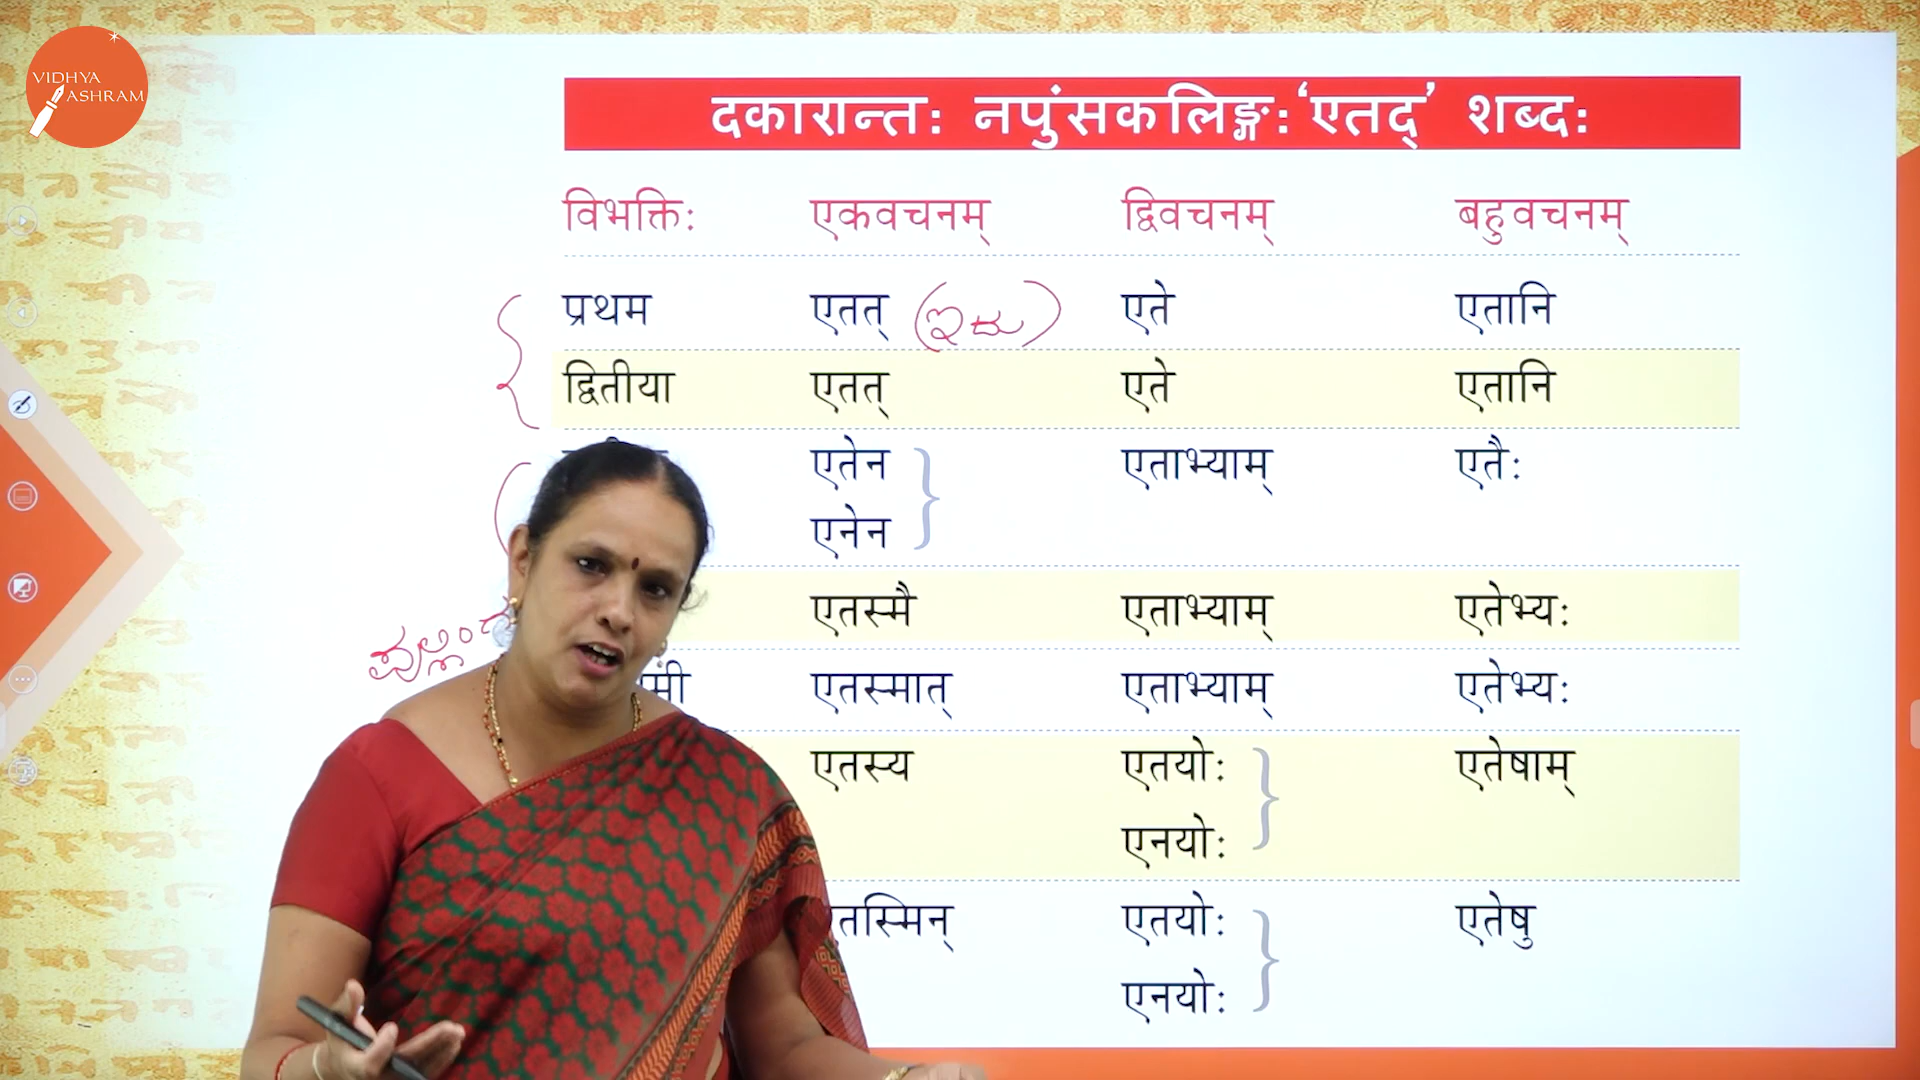 VIDHYA
ASHRAM
दकारान्तः नपुंसकलिङ्गः 'एतद्' शब्दः
विभक्तिः एकवचनम् द्विवचनम् बहुवचनम्
प्रथम एतत् (ಇದು) एते एतानि
द्वितीया एतत् एते एतानि
एतेन एताभ्याम् एतैः
एनेन
एतस्मै एताभ्याम् एतेभ्यः
एतस्मात् एताभ्याम् एतेभ्यः
एतस्य एतयोः एतेषाम्
एनयोः
तस्मिन् एतयोः एतेषु
एनयोः